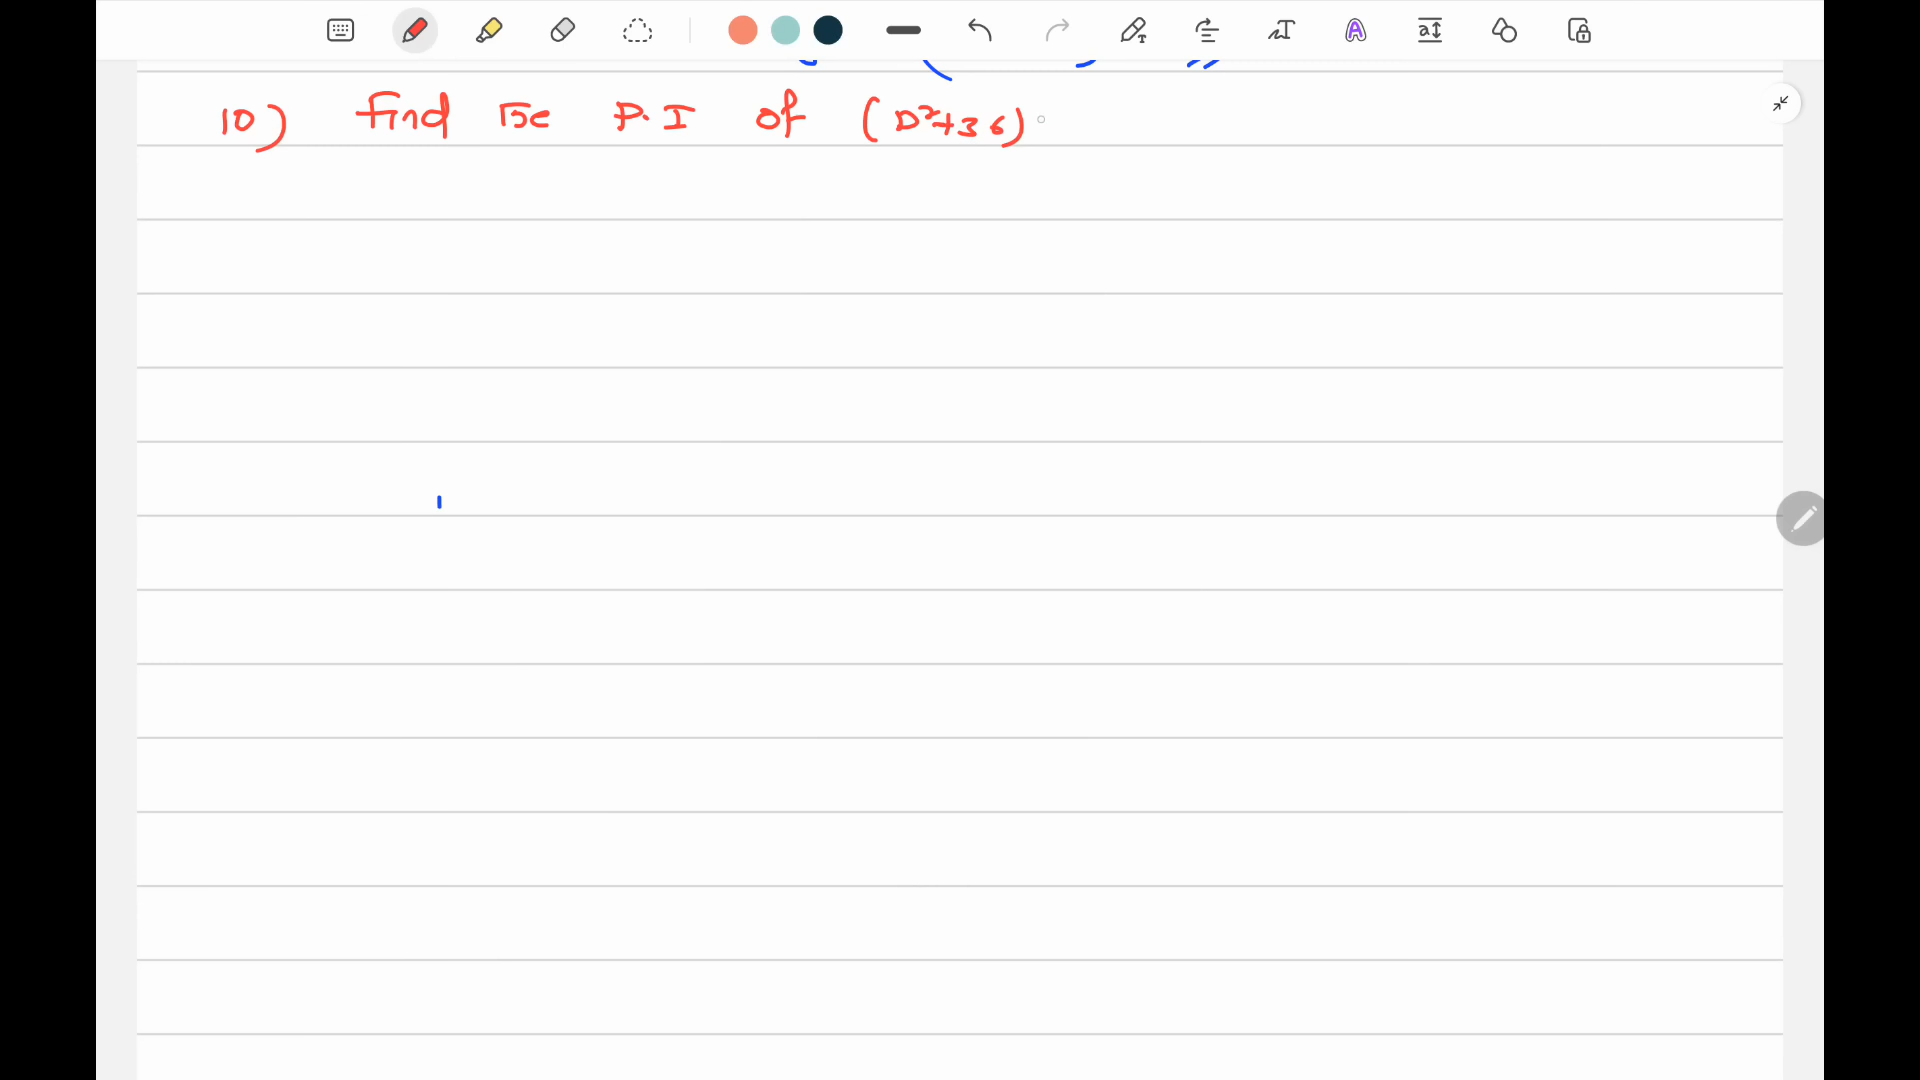 10) Find the P.I of (D²+36)